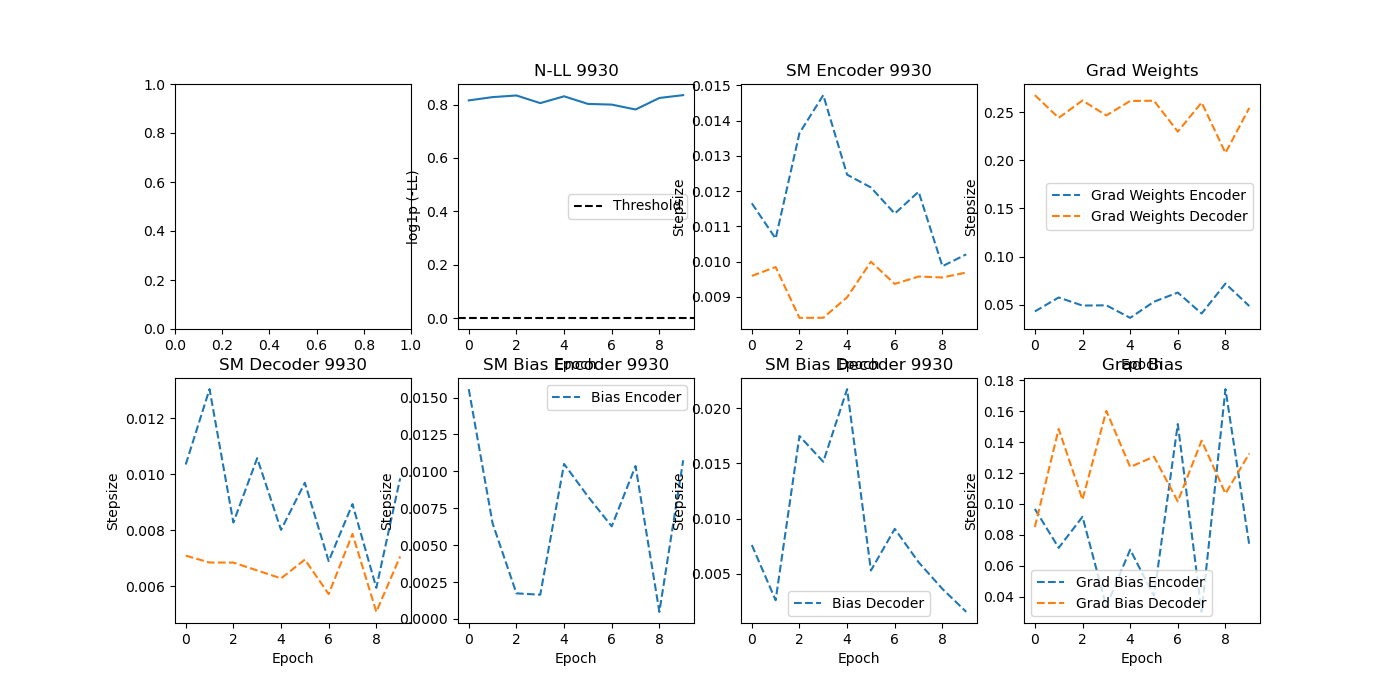 N-LL 9930
SM Encoder 9930
Grad Weights
1.0
0.8
0.6
0.4
0.2
0.0
0.0 0.2 0.4 0.6 0.8 1.0
log1p (-LL)
0.8
0.6
0.4
0.2
0.0
Threshold
0 2 4 6 8
Epoch
Stepsize
0.015
0.014
0.013
0.012
0.011
0.010
0.009
0 2 4 6 8
Epoch
Stepsize
0.25
0.20
0.15
0.10
0.05
Grad Weights Encoder
Grad Weights Decoder
0 2 4 6 8
Epoch
SM Decoder 9930
SM Bias Encoder 9930
SM Bias Decoder 9930
Grad Bias
Stepsize
0.012
0.010
0.008
0.006
0 2 4 6 8
Epoch
Stepsize
0.0150
0.0125
0.0100
0.0075
0.0050
0.0025
0.0000
Bias Encoder
0 2 4 6 8
Epoch
Stepsize
0.020
0.015
0.010
0.005
Bias Decoder
0 2 4 6 8
Epoch
Stepsize
0.18
0.16
0.14
0.12
0.10
0.08
0.06
0.04
Grad Bias Encoder
Grad Bias Decoder
0 2 4 6 8
Epoch